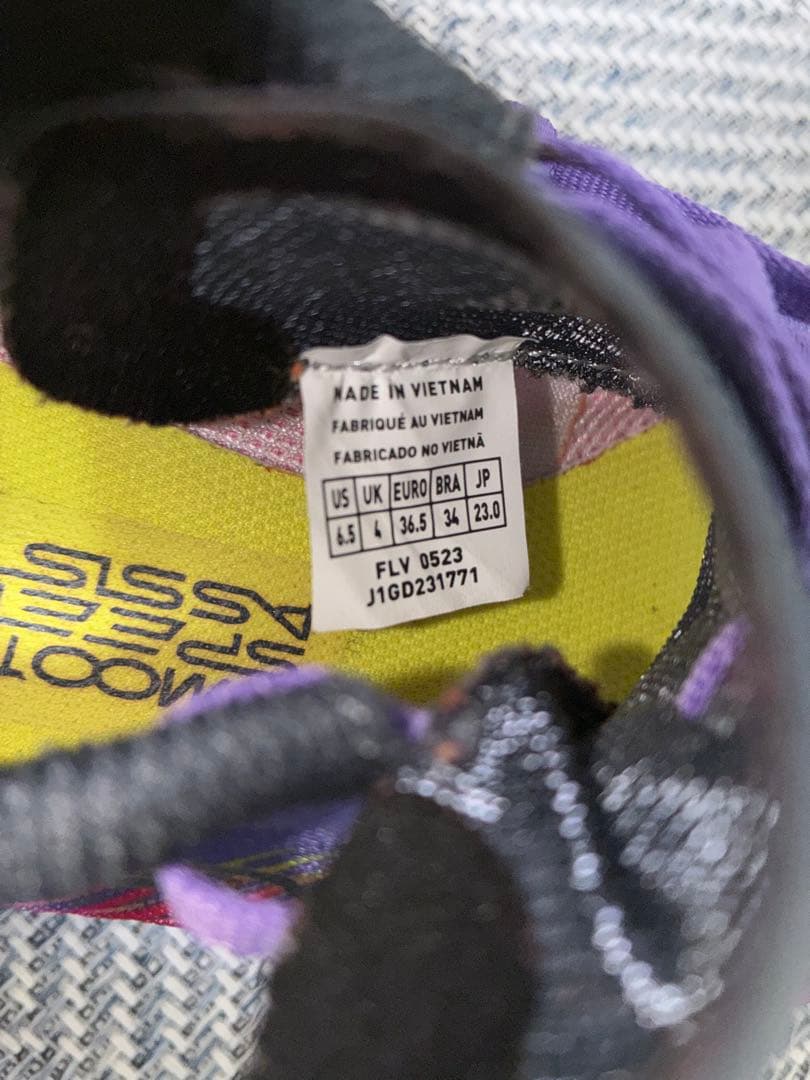 MADE IN VIETNAM
FABRIQUÉ AU VIETNAM
FABRICADO NO VIETNÃ
US UK EURO BRA JP
6.5 4 36.5 34 23.0
FLV 0523
J1GD231771